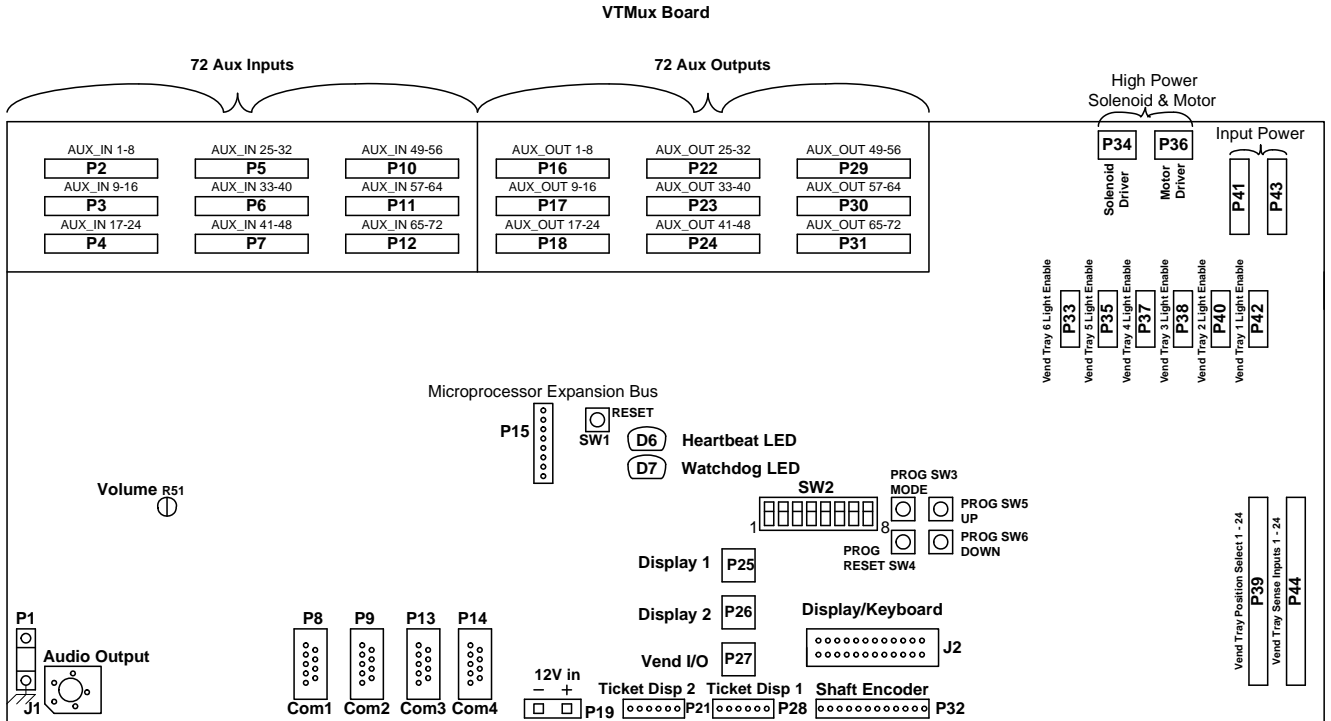 VTMux Board
72 Aux Inputs
72 Aux Outputs
High Power
Solenoid & Motor
Input Power
AUX_IN 1-8
P2
AUX_IN 9-16
P3
AUX_IN 17-24
P4
AUX_IN 25-32
P5
AUX_IN 33-40
P6
AUX_IN 41-48
P7
AUX_IN 49-56
P10
AUX_IN 57-64
P11
AUX_IN 65-72
P12
AUX_OUT 1-8
P16
AUX_OUT 9-16
P17
AUX_OUT 17-24
P18
AUX_OUT 25-32
P22
AUX_OUT 33-40
P23
AUX_OUT 41-48
P24
AUX_OUT 49-56
P29
AUX_OUT 57-64
P30
AUX_OUT 65-72
P31
P34
Solenoid
Driver
P36
Motor
Driver
P41
P43
Vend Tray 6 Light Enable
P33
Vend Tray 5 Light Enable
P35
Vend Tray 4 Light Enable
P37
Vend Tray 3 Light Enable
P38
Vend Tray 2 Light Enable
P40
Vend Tray 1 Light Enable
P42
Microprocessor Expansion Bus
P15
RESET
SW1
D6 Heartbeat LED
D7 Watchdog LED
Volume R51
SW2
1 8
PROG SW3
MODE
PROG SW5
UP
PROG
RESET SW4
PROG SW6
DOWN
Display 1 P25
Display 2 P26
Vend I/O P27
Display/Keyboard
J2
Vend Tray Position Select 1 - 24
P39
Vend Tray Sense Inputs 1 - 24
P44
P1
J1
Audio Output
P8
Com1
P9
Com2
P13
Com3
P14
Com4
12V in
– +
P19
Ticket Disp 2
P21
Ticket Disp 1
P28
Shaft Encoder
P32